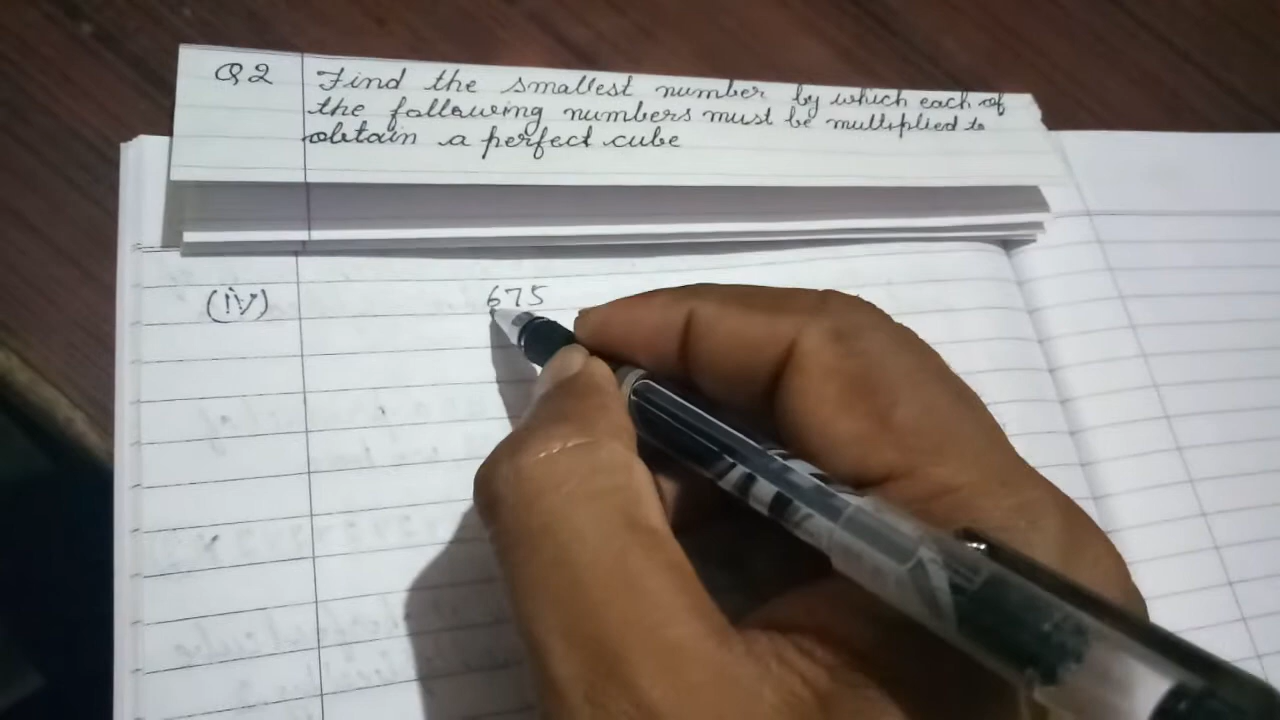 Q2 Find the smallest number by which each of
the following numbers must be multiplied to
obtain a perfect cube
(iv) 675